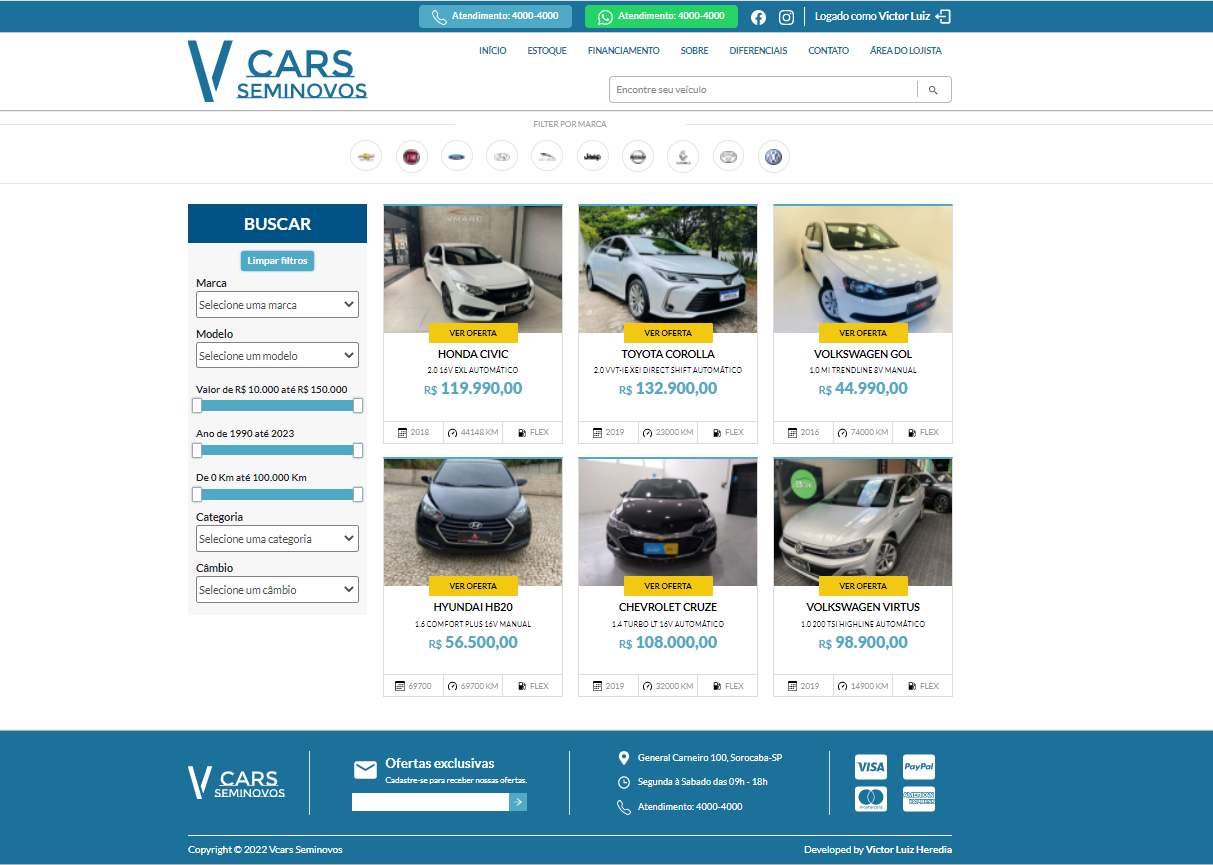 Atendimento: 4000-4000
Atendimento: 4000-4000
Logado como Victor Luiz
V CARS
SEMINOVOS
INÍCIO ESTOQUE FINANCIAMENTO SOBRE DIFERENCIAIS CONTATO ÁREA DO LOJISTA
Encontre seu veículo
FILTER POR MARCA
Jeep
BUSCAR
Limpar filtros
Marca
Selecione uma marca
Modelo
Selecione um modelo
Valor de R$ 10.000 até R$ 150.000
Ano de 1990 até 2023
De 0 Km até 100.000 Km
Categoria
Selecione uma categoria
Câmbio
Selecione um câmbio
VER OFERTA
HONDA CIVIC
2.0 16V EXL AUTOMÁTICO
R$ 119.990,00
2018 44148 KM FLEX
VER OFERTA
TOYOTA COROLLA
2.0 VVT-IE XEI DIRECT SHIFT AUTOMÁTICO
R$ 132.900,00
2019 23000 KM FLEX
VER OFERTA
VOLKSWAGEN GOL
1.0 MI TRENDLINE 8V MANUAL
R$ 44.990,00
2016 74000 KM FLEX
VER OFERTA
HYUNDAI HB20
1.6 COMFORT PLUS 16V MANUAL
R$ 56.500,00
69700 69700 KM FLEX
VER OFERTA
CHEVROLET CRUZE
1.4 TURBO LT 16V AUTOMÁTICO
R$ 108.000,00
2019 32000 KM FLEX
VER OFERTA
VOLKSWAGEN VIRTUS
1.0 200 TSI HIGHLINE AUTOMÁTICO
R$ 98.900,00
2019 14900 KM FLEX
V CARS
SEMINOVOS
Ofertas exclusivas
Cadastre-se para receber nossas ofertas.
General Carneiro 100, Sorocaba-SP
Segunda à Sabado das 09h - 18h
Atendimento: 4000-4000
VISA PayPal
AMERICAN EXPRESS
Copyright © 2022 Vcars Seminovos
Developed by Victor Luiz Heredia